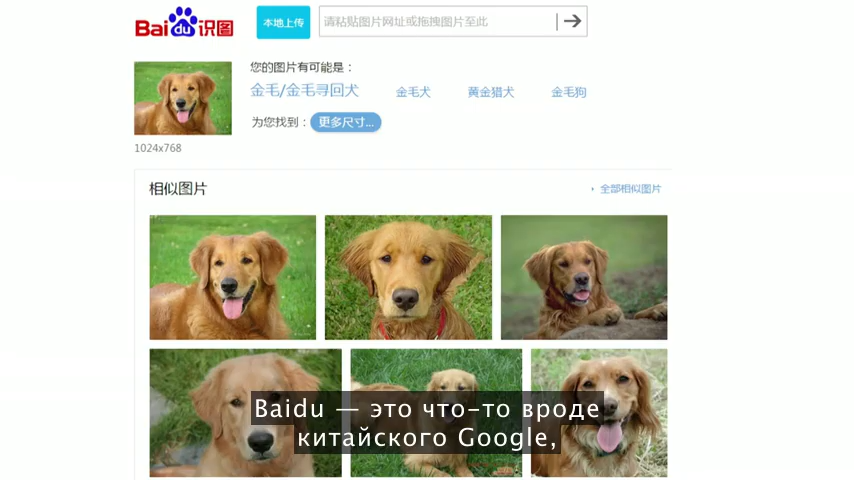 Bai du 识图
本地上传
请粘贴图片网址或拖拽图片至此
您的图片有可能是：
金毛/金毛寻回犬 金毛犬 黄金猎犬 金毛狗
为您找到： 更多尺寸...
1024x768
相似图片
全部相似图片
Baidu — это что-то вроде
китайского Google,